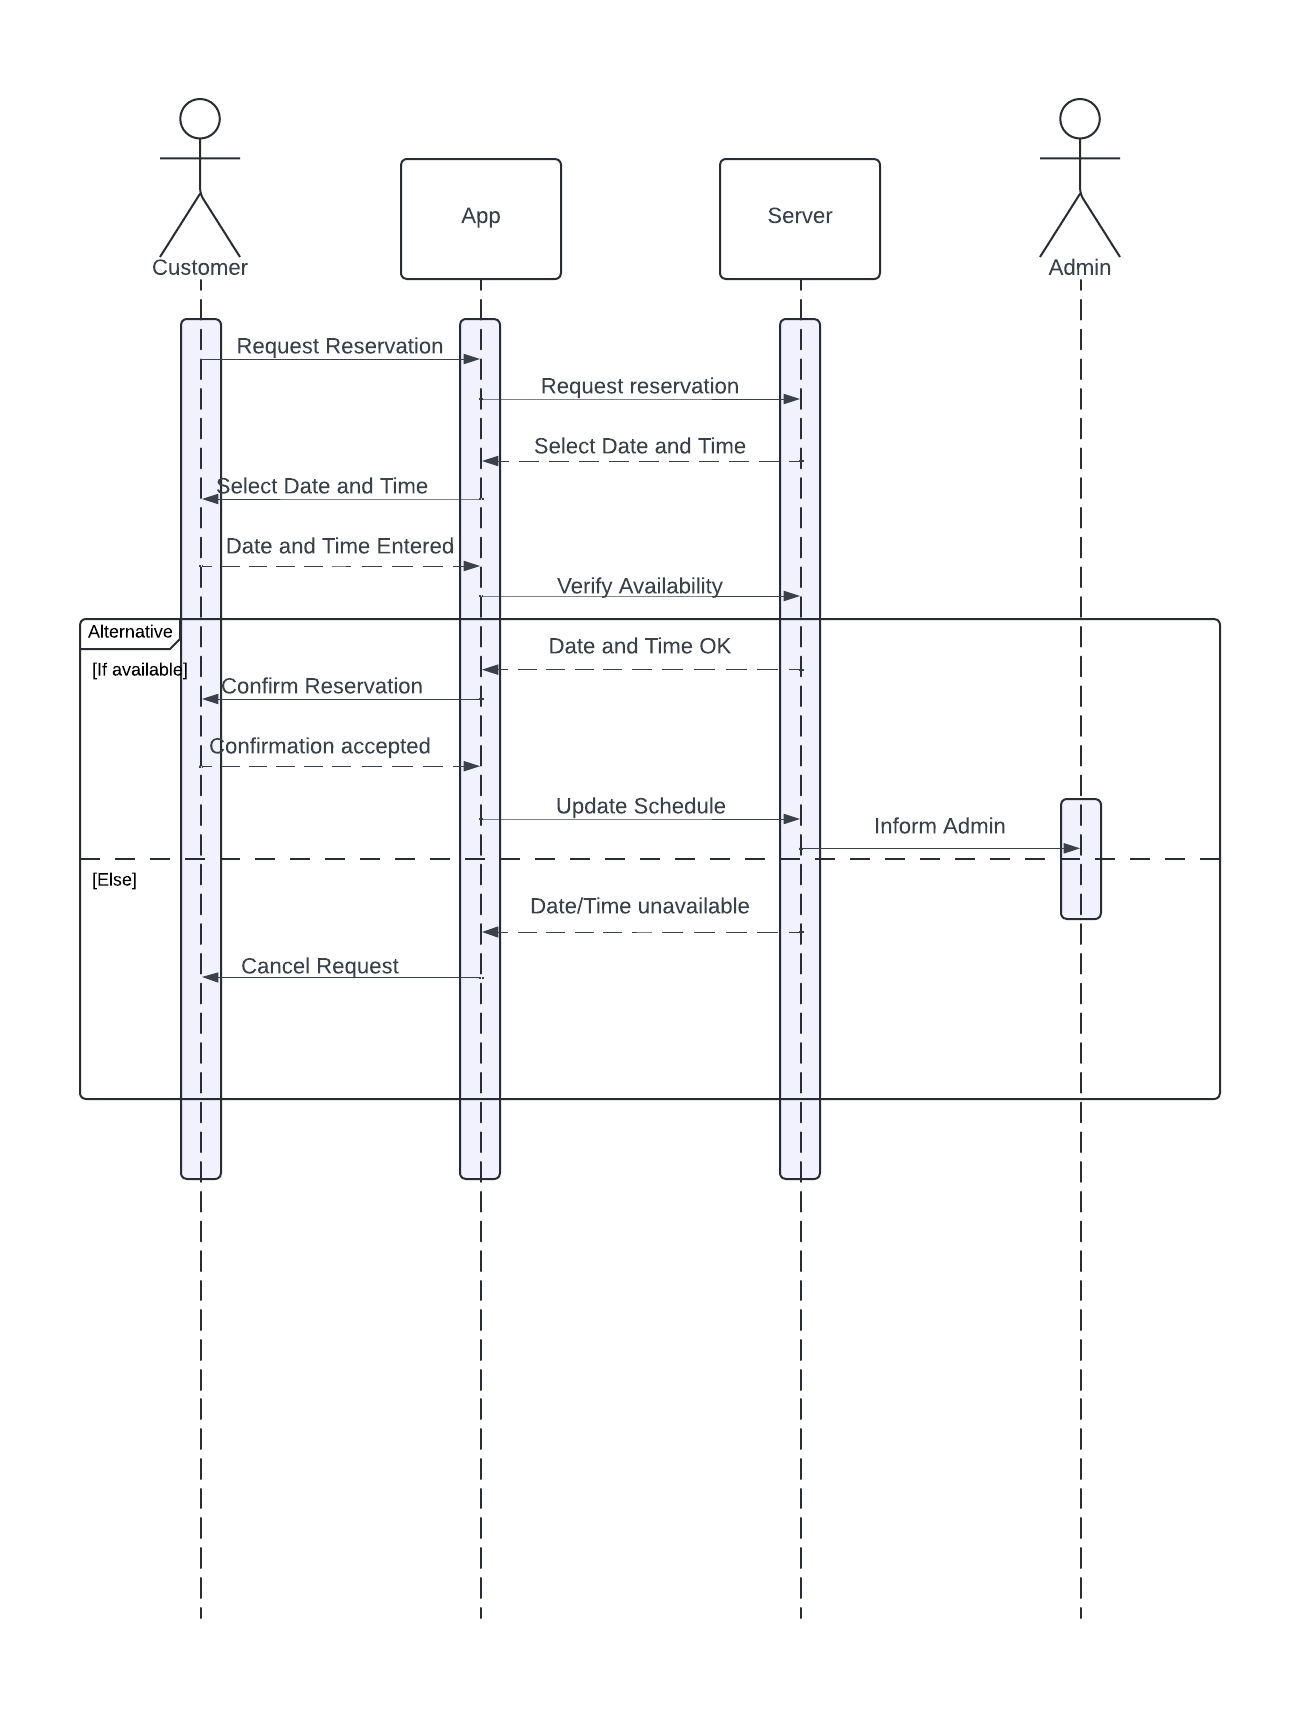 Customer
App
Server
Admin
Request Reservation
Request reservation
Select Date and Time
Select Date and Time
Date and Time Entered
Verify Availability
Alternative
Date and Time OK
[If available]
Confirm Reservation
Confirmation accepted
Update Schedule
Inform Admin
[Else]
Date/Time unavailable
Cancel Request